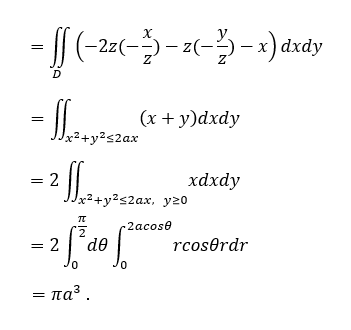 = ∬_D (−2z(−x/z) − z(−y/z) − x) dxdy
= ∬_{x²+y²≤2ax} (x + y)dxdy
= 2 ∬_{x²+y²≤2ax, y≥0} xdxdy
= 2 ∫_0^{π/2} dθ ∫_0^{2acosθ} rcosθrdr
= πa³ .